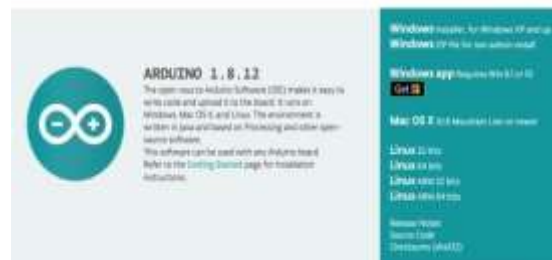 ARDUINO 1.8.12
The open-source Arduino Software (IDE) makes it easy to
write code and upload it to the board. It runs on
Windows, Mac OS X, and Linux. The environment is
written in Java and based on Processing and other open-
source software.
This software can be used with any Arduino board.
Refer to the Getting Started page for Installation
instructions.
Windows Installer, for Windows XP and up
Windows ZIP file for non admin install
Windows app Requires Win 8.1 or 10
Get
Mac OS X 10.8 Mountain Lion or newer
Linux 32 bits
Linux 64 bits
Linux ARM 32 bits
Linux ARM 64 bits
Release Notes
Source Code
Checksums (sha512)